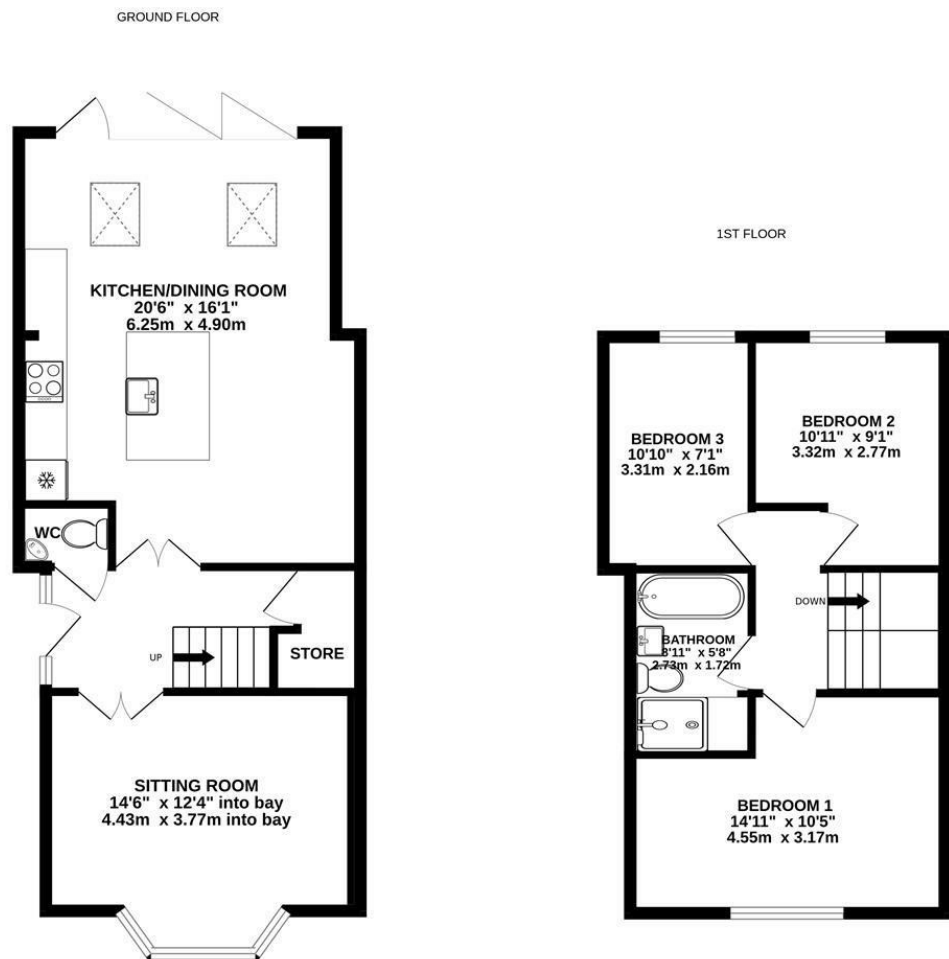 GROUND FLOOR
KITCHEN/DINING ROOM
20'6" x 16'1"
6.25m x 4.90m
WC
UP
STORE
SITTING ROOM
14'6" x 12'4" into bay
4.43m x 3.77m into bay
1ST FLOOR
BEDROOM 3
10'10" x 7'1"
3.31m x 2.16m
BEDROOM 2
10'11" x 9'1"
3.32m x 2.77m
DOWN
BATHROOM
8'11" x 5'8"
2.73m x 1.72m
BEDROOM 1
14'11" x 10'5"
4.55m x 3.17m